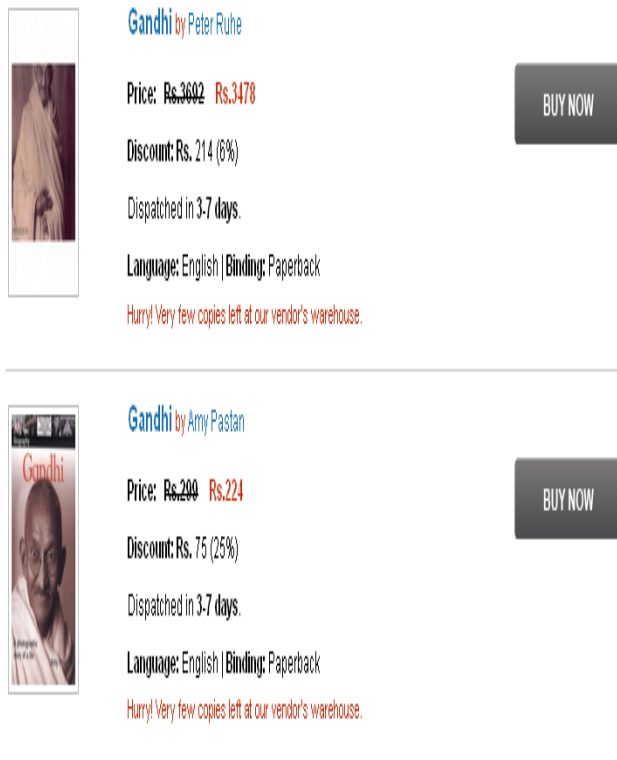 Gandhi by Peter Ruhe
Price: Rs.3692 Rs.3478
BUY NOW
Discount: Rs. 214 (6%)
Dispatched in 3-7 days.
Language: English | Binding: Paperback
Hurry! Very few copies left at our vendor's warehouse.
Gandhi
Gandhi by Amy Pastan
Price: Rs.299 Rs.224
BUY NOW
Discount: Rs. 75 (25%)
Dispatched in 3-7 days.
Language: English | Binding: Paperback
Hurry! Very few copies left at our vendor's warehouse.